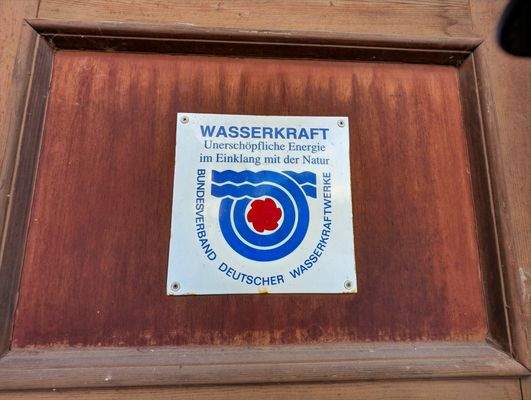 WASSERKRAFT
Unerschöpfliche Energie
im Einklang mit der Natur
BUNDESVERBAND DEUTSCHER WASSERKRAFTWERKE